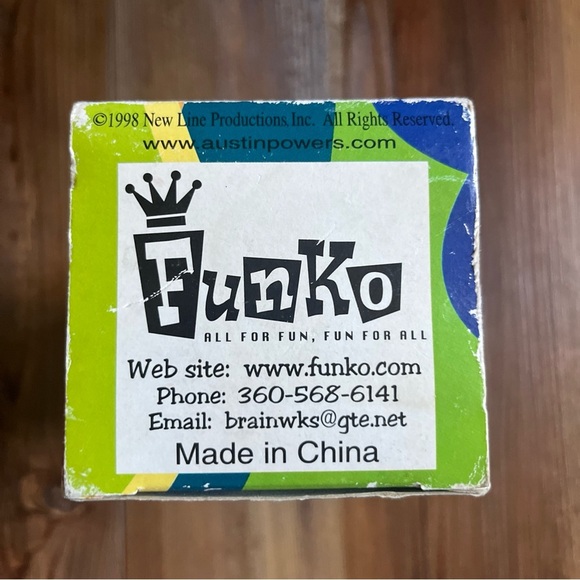 ©1998 New Line Productions, Inc. All Rights Reserved.
www.austinpowers.com
Funko
ALL FOR FUN, FUN FOR ALL
Web site: www.funko.com
Phone: 360-568-6141
Email: brainwks@gte.net
Made in China